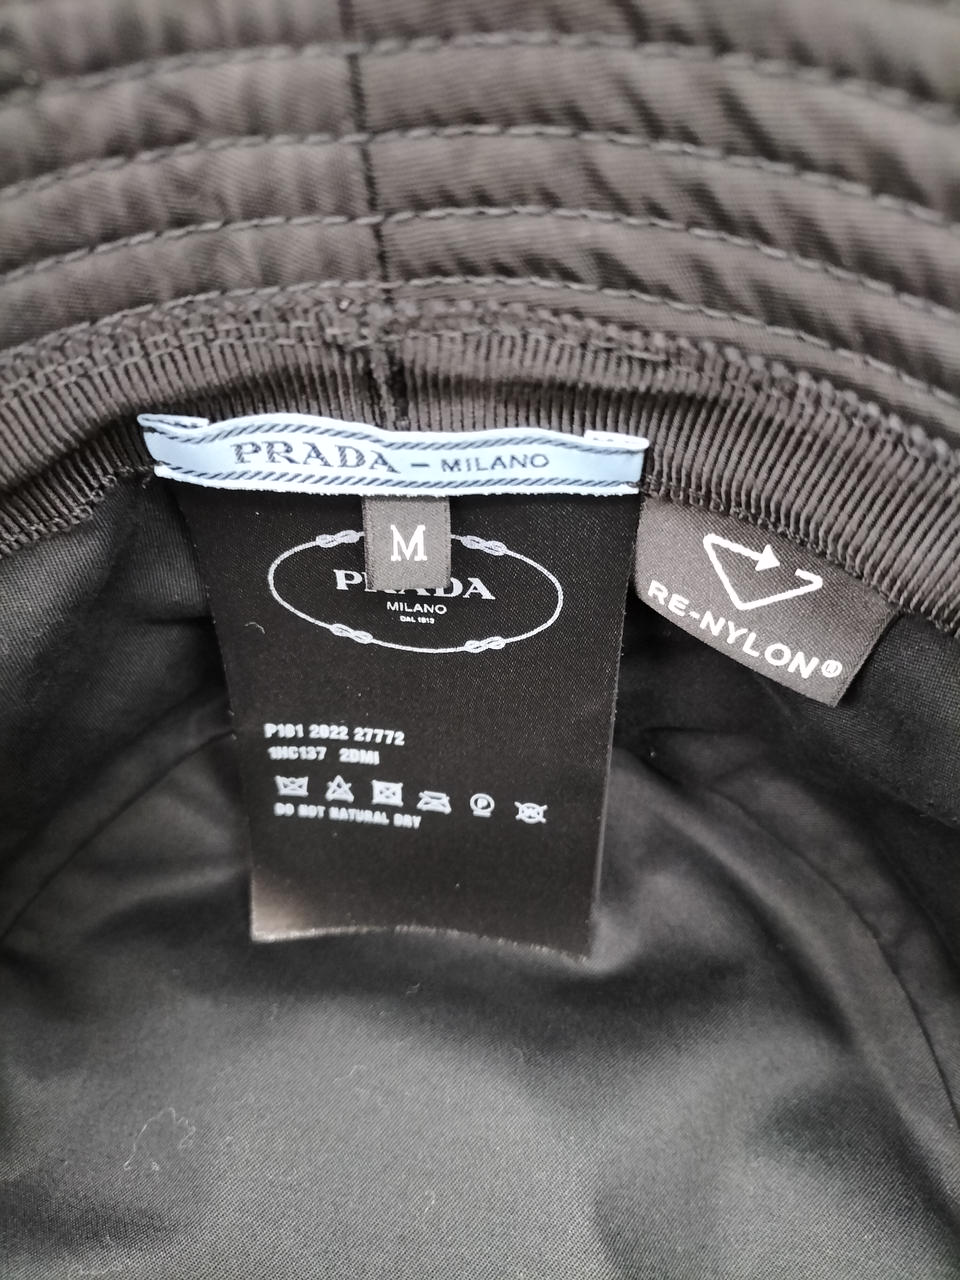 PRADA - MILANO
M
PRADA
MILANO
DAL 1913
RE-NYLON®
P181 2022 27772
1HC137 2DMI
DO NOT NATURAL DRY